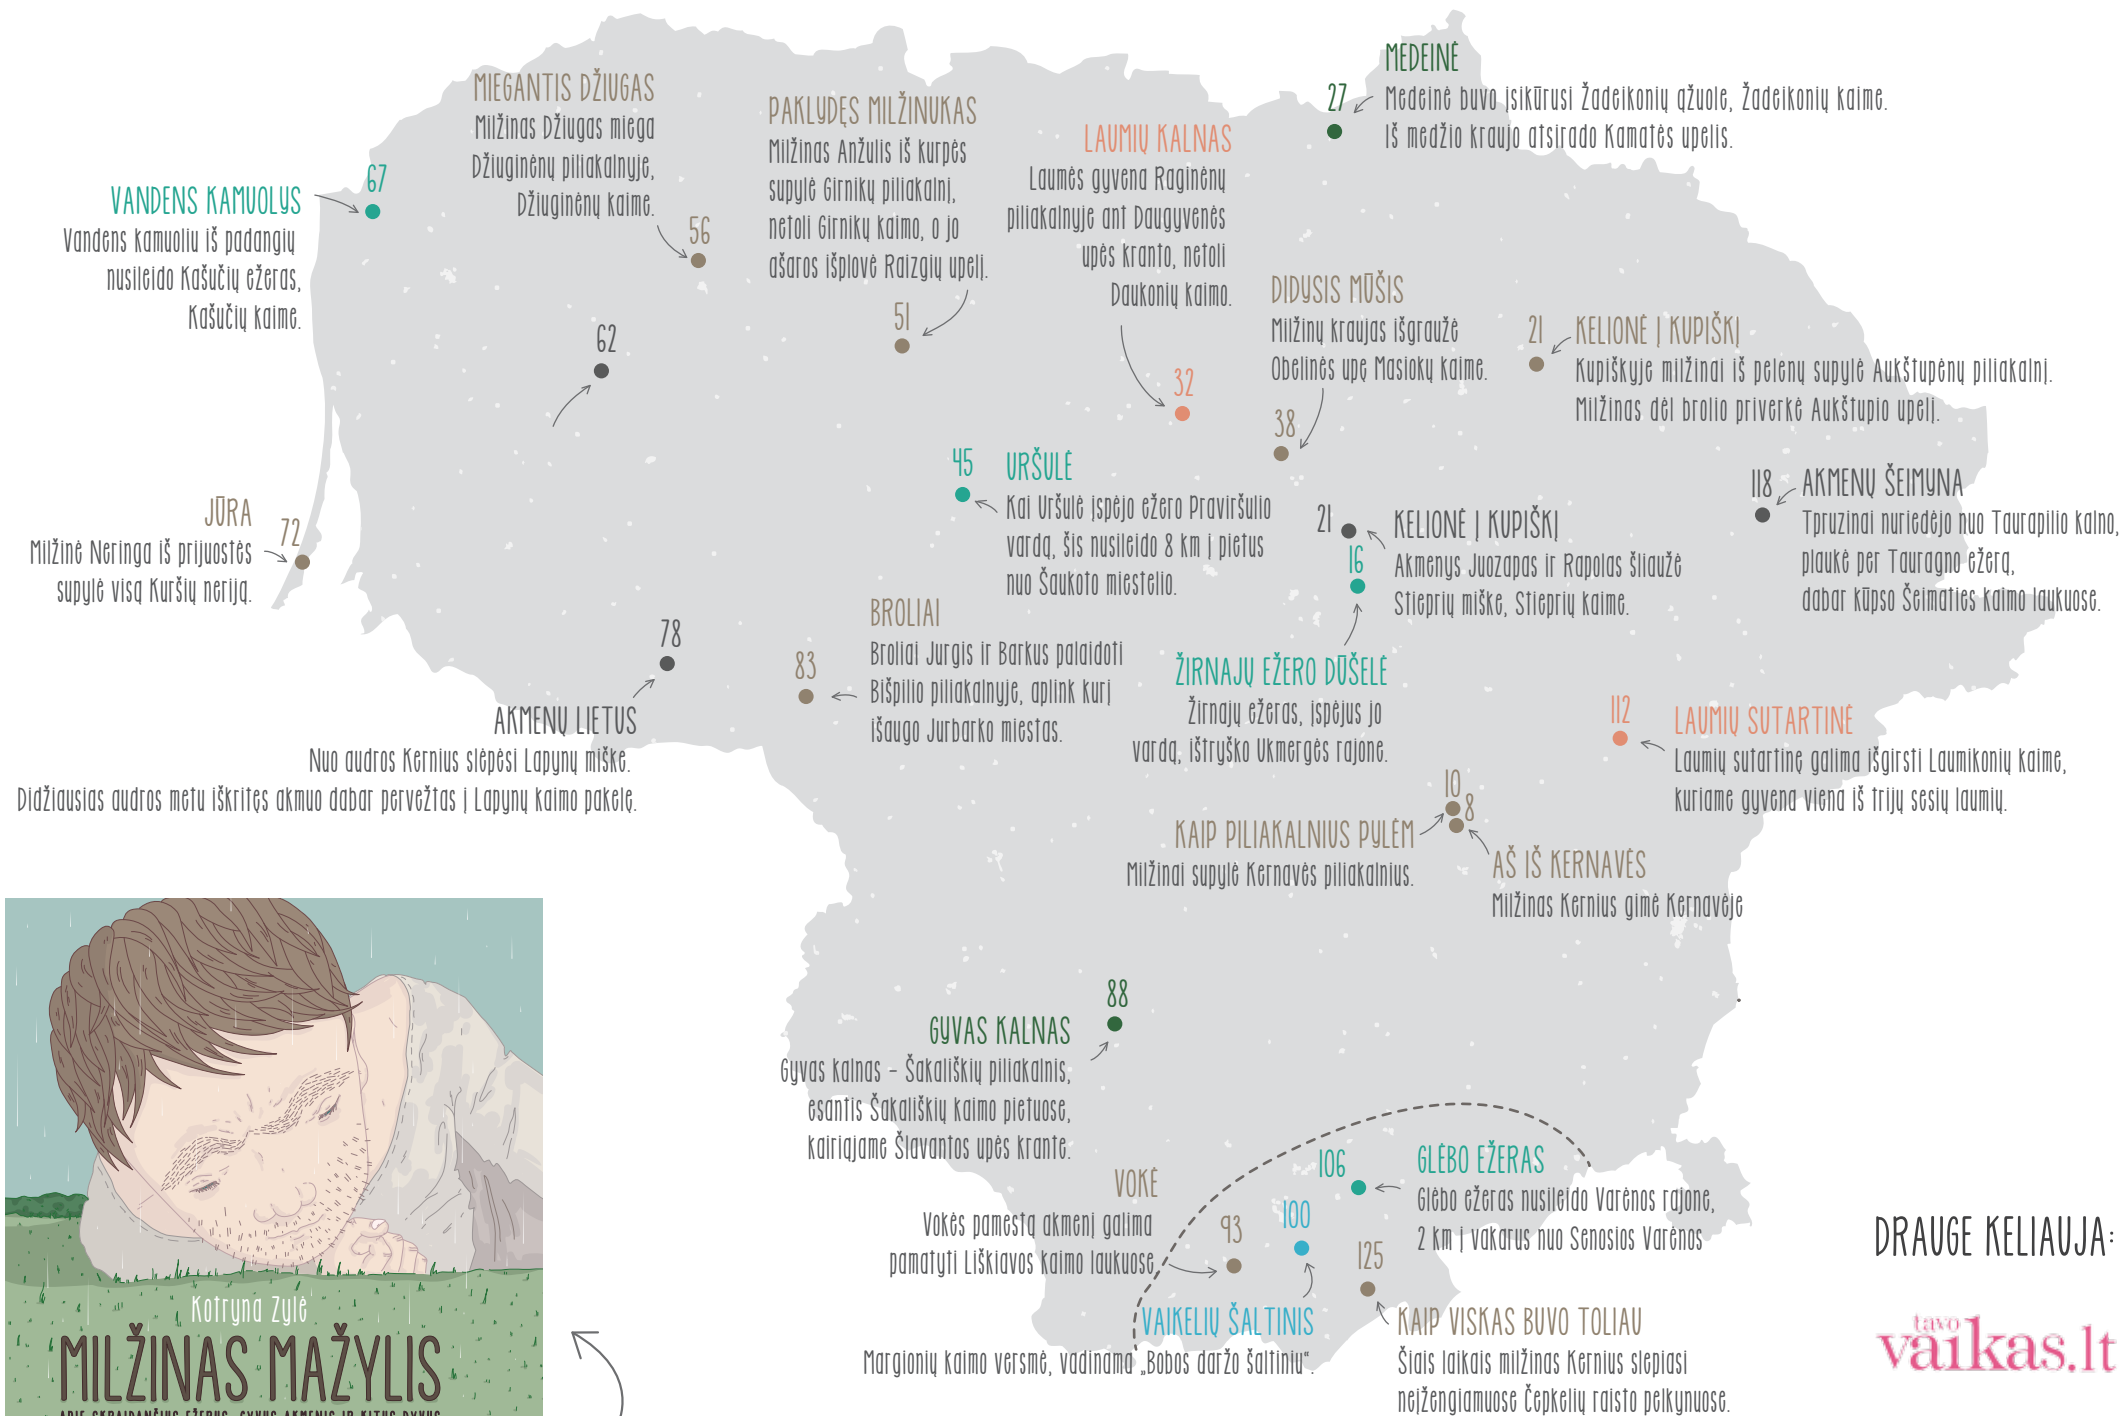 MEDEINĖ
27
Medeinė buvo įsikūrusi Žadeikonių ąžuole, Žadeikonių kaime.
Iš medžio kraujo atsirado Kamatės upelis.
MIEGANTIS DŽIUGAS
Milžinas Džiugas miega
Džiuginėnų piliakalnyje,
Džiuginėnų kaime.
56
PAKLYDĘS MILŽINUKAS
Milžinas Anžulis iš kurpės
supylė Girnikų piliakalnį,
netoli Girnikų kaimo, o jo
ašaros išplovė Raizgių upelį.
51
LAUMIŲ KALNAS
Laumės gyvena Raginėnų
piliakalnyje ant Daugyvenės
upės kranto, netoli
Daukonių kaimo.
32
67
VANDENS KAMUOLYS
Vandens kamuoliu iš padangių
nusileido Kašučių ežeras,
Kašučių kaime.
62
DIDYSIS MŪŠIS
Milžinų kraujas išgraužė
Obelinės upę Masiokų kaime.
38
21
KELIONĖ Į KUPIŠKĮ
Kupiškyje milžinai iš pelenų supylė Aukštupėnų piliakalnį.
Milžinas dėl brolio priverkė Aukštupio upelį.
45
URŠULĖ
Kai Uršulė įspėjo ežero Praviršulio
vardą, šis nusileido 8 km į pietus
nuo Šaukoto miestelio.
118
AKMENŲ ŠEIMYNA
Tpruzinai nuriedėjo nuo Taurapilio kalno,
plaukė per Tauragno ežerą,
dabar kūpso Šeimaties kaimo laukuose.
JŪRA
72
Milžinė Neringa iš prijuostės
supylė visą Kuršių neriją.
21
KELIONĖ Į KUPIŠKĮ
Akmenys Juozapas ir Rapolas šliaužė
Stieprių miške, Stieprių kaime.
16
ŽIRNAJŲ EŽERO DŪŠELĖ
Žirnajų ežeras, įspėjus jo
vardą, ištryško Ukmergės rajone.
83
BROLIAI
Broliai Jurgis ir Barkus palaidoti
Bišpilio piliakalnyje, aplink kurį
išaugo Jurbarko miestas.
78
AKMENŲ LIETUS
Nuo audros Kernius slėpėsi Lapynų miške.
Didžiausias audros metu iškritęs akmuo dabar pervežtas į Lapynų kaimo pakelę.
112
LAUMIŲ SUTARTINĖ
Laumių sutartinę galima išgirsti Laumikonių kaime,
kuriame gyvena viena iš trijų sesių laumių.
10
KAIP PILIAKALNIUS PYLĖM
Milžinai supylė Kernavės piliakalnius.
8
AŠ IŠ KERNAVĖS
Milžinas Kernius gimė Kernavėje
88
GYVAS KALNAS
Gyvas kalnas – Šakališkių piliakalnis,
esantis Šakališkių kaimo pietuose,
kairiajame Šlavantos upės krante.
106
GLĖBO EŽERAS
Glėbo ežeras nusileido Varėnos rajone,
2 km į vakarus nuo Senosios Varėnos
VOKĖ
Vokės pamestą akmenį galima
pamatyti Liškiavos kaimo laukuose
93
100
VAIKELIŲ ŠALTINIS
Margionių kaimo versmė, vadinama „Bobos daržo šaltiniu“.
125
KAIP VISKAS BUVO TOLIAU
Šiais laikais milžinas Kernius slepiasi
neįžengiamuose Čepkelių raisto pelkynuose.
DRAUGE KELIAUJA:
tavo
vaikas.lt
Kotryna Zylė
MILŽINAS MAŽYLIS
APIE SKRAIDANČIUS EŽERUS, GYVUS AKMENIS IR KITUS DYVUS